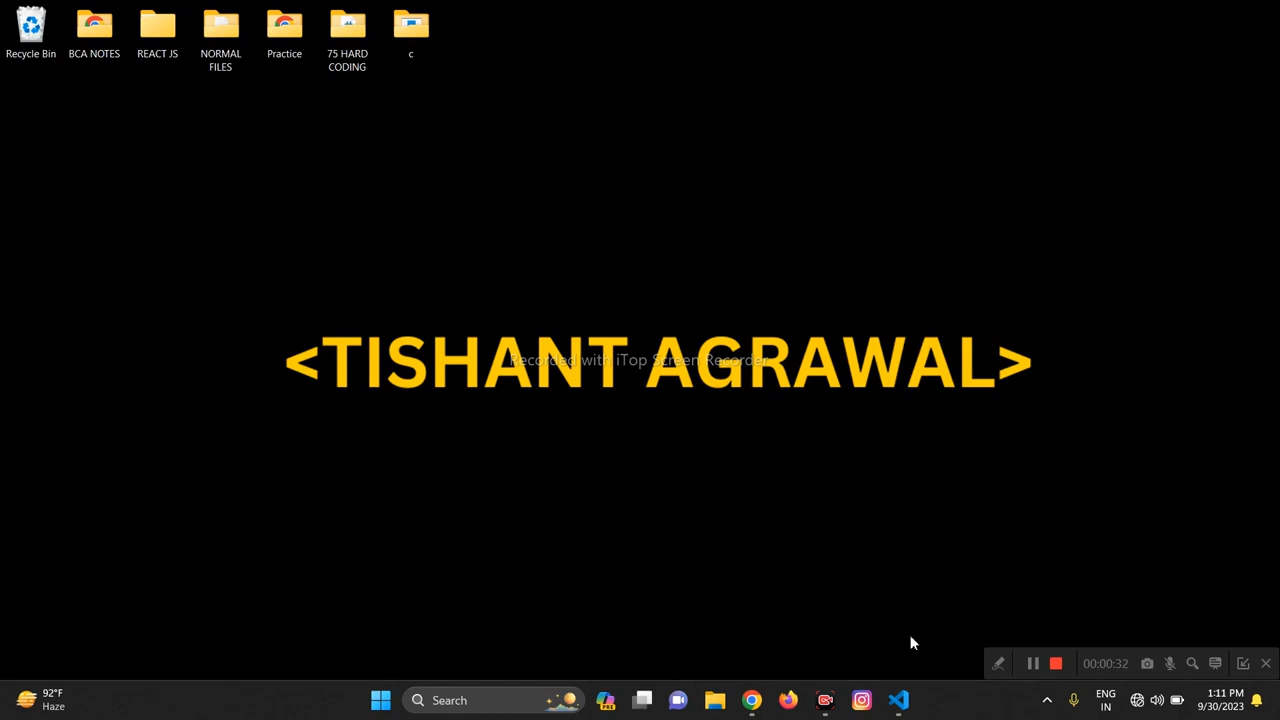 Recycle Bin
BCA NOTES
REACT JS
NORMAL
FILES
Practice
75 HARD
CODING
c
<TISHANT AGRAWAL>
Recorded with iTop Screen Recorder
00:00:32
92°F
Haze
Search
PRE
ENG
IN
1:11 PM
9/30/2023